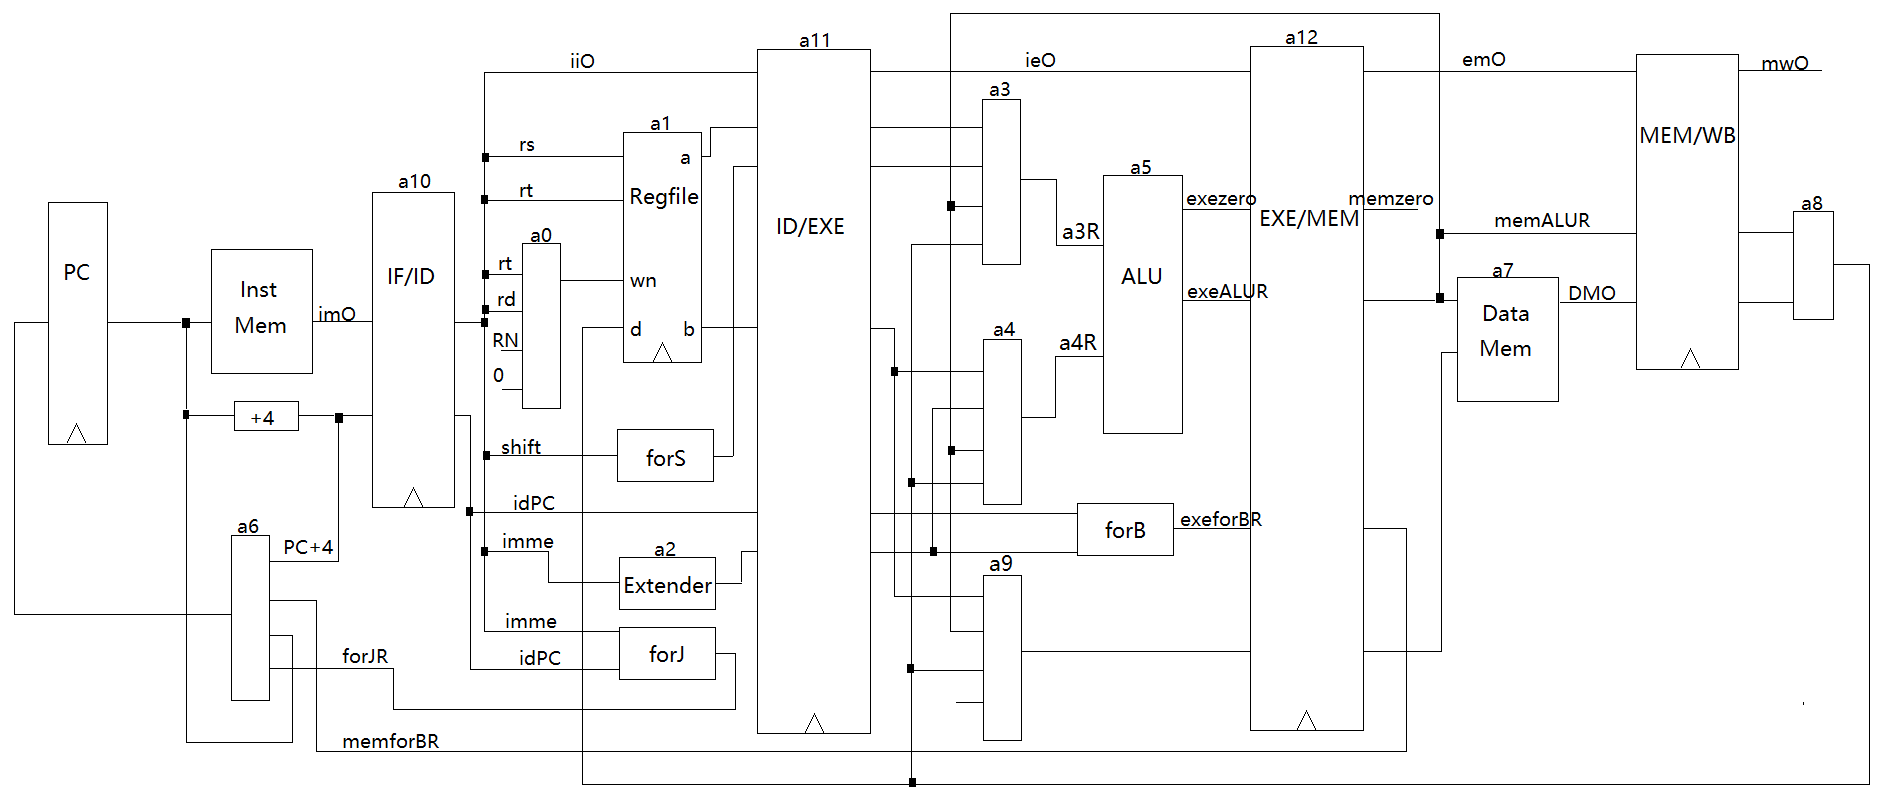 a11
a12
iiO
ieO
emO
mwO
a3
a1
rs
a
MEM/WB
a10
a5
rt
Regfile
exezero
memzero
a8
ID/EXE
EXE/MEM
memALUR
a0
a3R
PC
IF/ID
rt
wn
ALU
a7
Inst
Mem
imO
rd
exeALUR
DMO
Data
Mem
RN
d
b
a4
a4R
0
+4
shift
forS
idPC
a6
PC+4
imme
a2
Extender
forB
exeforBR
a9
imme
forJR
idPC
forJ
memforBR